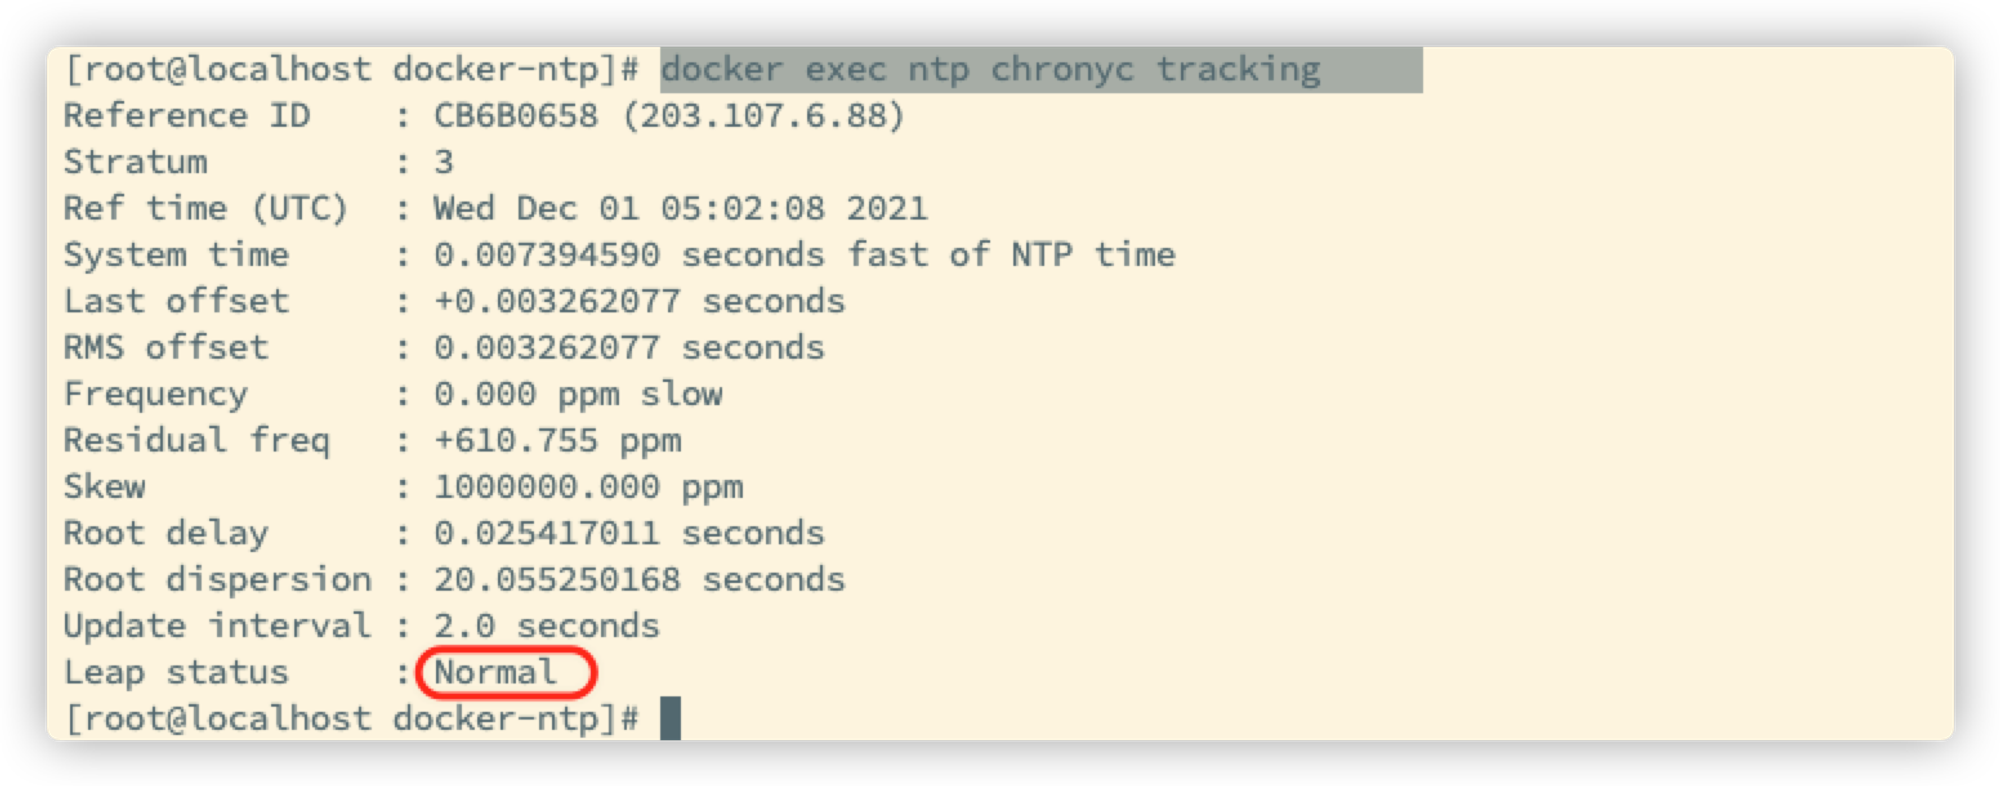 [root@localhost docker-ntp]# docker exec ntp chronyc tracking
Reference ID    : CB6B0658 (203.107.6.88)
Stratum         : 3
Ref time (UTC)  : Wed Dec 01 05:02:08 2021
System time     : 0.007394590 seconds fast of NTP time
Last offset     : +0.003262077 seconds
RMS offset      : 0.003262077 seconds
Frequency       : 0.000 ppm slow
Residual freq   : +610.755 ppm
Skew            : 1000000.000 ppm
Root delay      : 0.025417011 seconds
Root dispersion : 20.055250168 seconds
Update interval : 2.0 seconds
Leap status     : Normal
[root@localhost docker-ntp]#